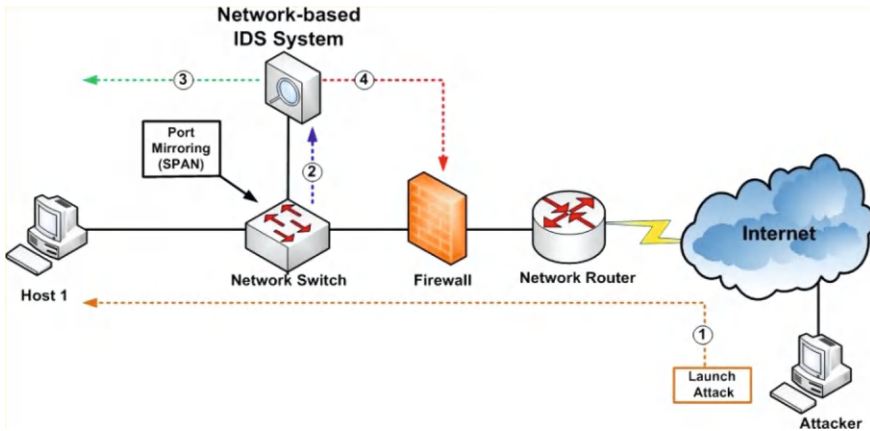 Network-based
IDS System
3
4
Port
Mirroring
(SPAN)
2
Internet
Network Switch
Firewall
Network Router
Host 1
1
Launch
Attack
Attacker